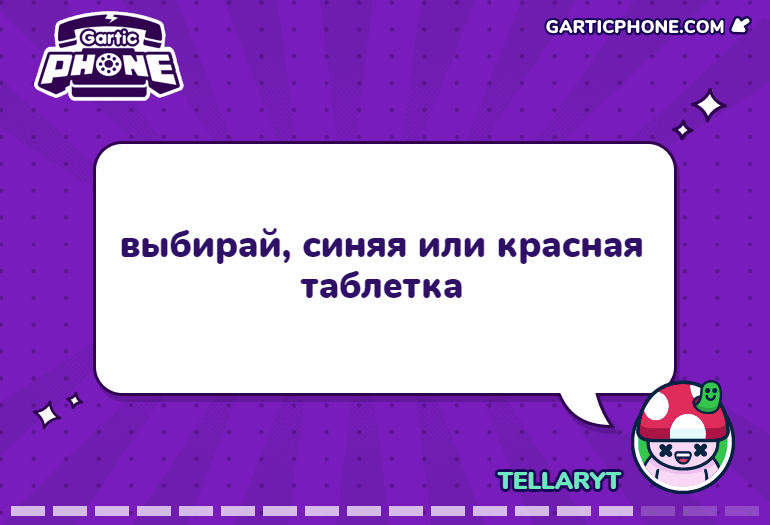 Gartic
PHONE
GARTICPHONE.COM
выбирай, синяя или красная
таблетка
TELLARYT